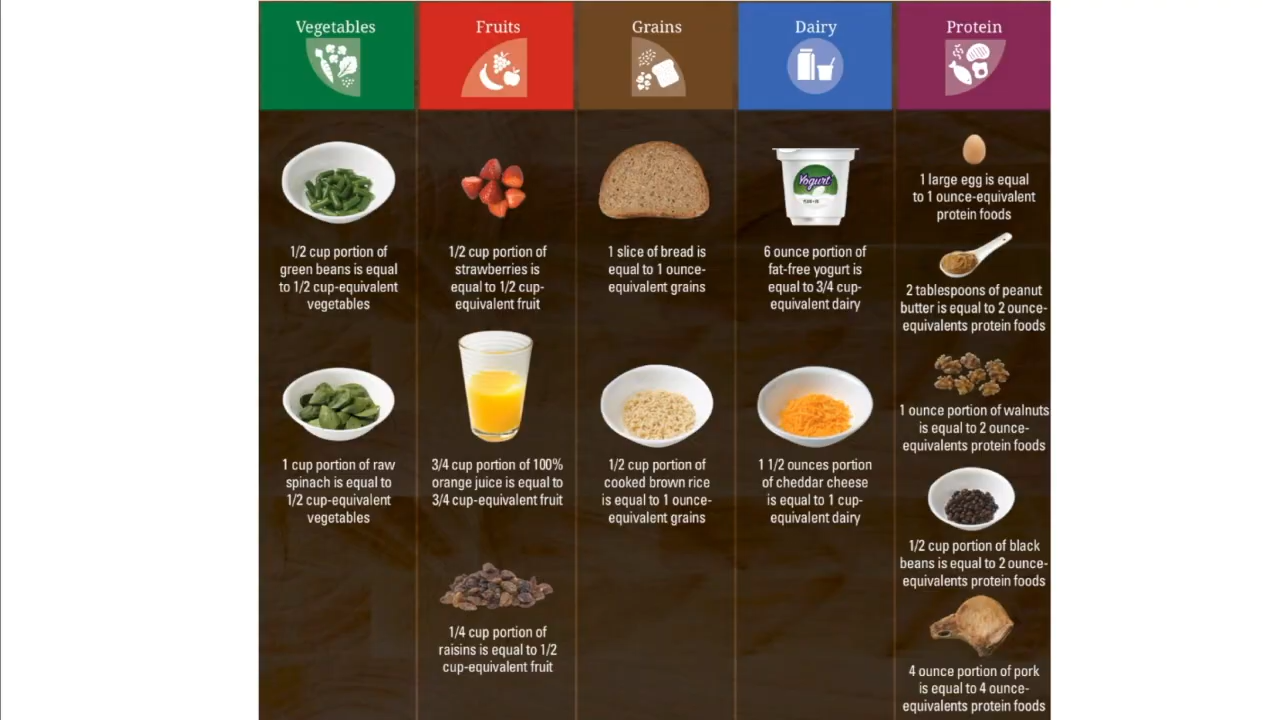 Vegetables
Fruits
Grains
Dairy
Protein
1/2 cup portion of
green beans is equal
to 1/2 cup-equivalent
vegetables
1 cup portion of raw
spinach is equal to
1/2 cup-equivalent
vegetables
1/2 cup portion of
strawberries is
equal to 1/2 cup-
equivalent fruit
3/4 cup portion of 100%
orange juice is equal to
3/4 cup-equivalent fruit
1/4 cup portion of
raisins is equal to 1/2
cup-equivalent fruit
1 slice of bread is
equal to 1 ounce-
equivalent grains
1/2 cup portion of
cooked brown rice
is equal to 1 ounce-
equivalent grains
Yogurt
6 ounce portion of
fat-free yogurt is
equal to 3/4 cup-
equivalent dairy
1 1/2 ounces portion
of cheddar cheese
is equal to 1 cup-
equivalent dairy
1 large egg is equal
to 1 ounce-equivalent
protein foods
2 tablespoons of peanut
butter is equal to 2 ounce-
equivalents protein foods
1 ounce portion of walnuts
is equal to 2 ounce-
equivalents protein foods
1/2 cup portion of black
beans is equal to 2 ounce-
equivalents protein foods
4 ounce portion of pork
is equal to 4 ounce-
equivalents protein foods